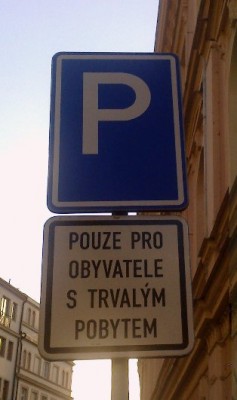 P
POUZE PRO
OBYVATELE
S TRVALÝM
POBYTEM